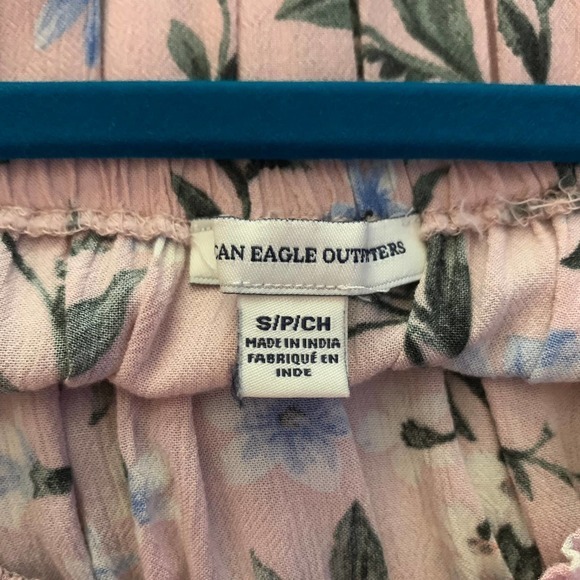 CAN EAGLE OUTFITTERS
S/P/CH
MADE IN INDIA
FABRIQUÉ EN
INDE